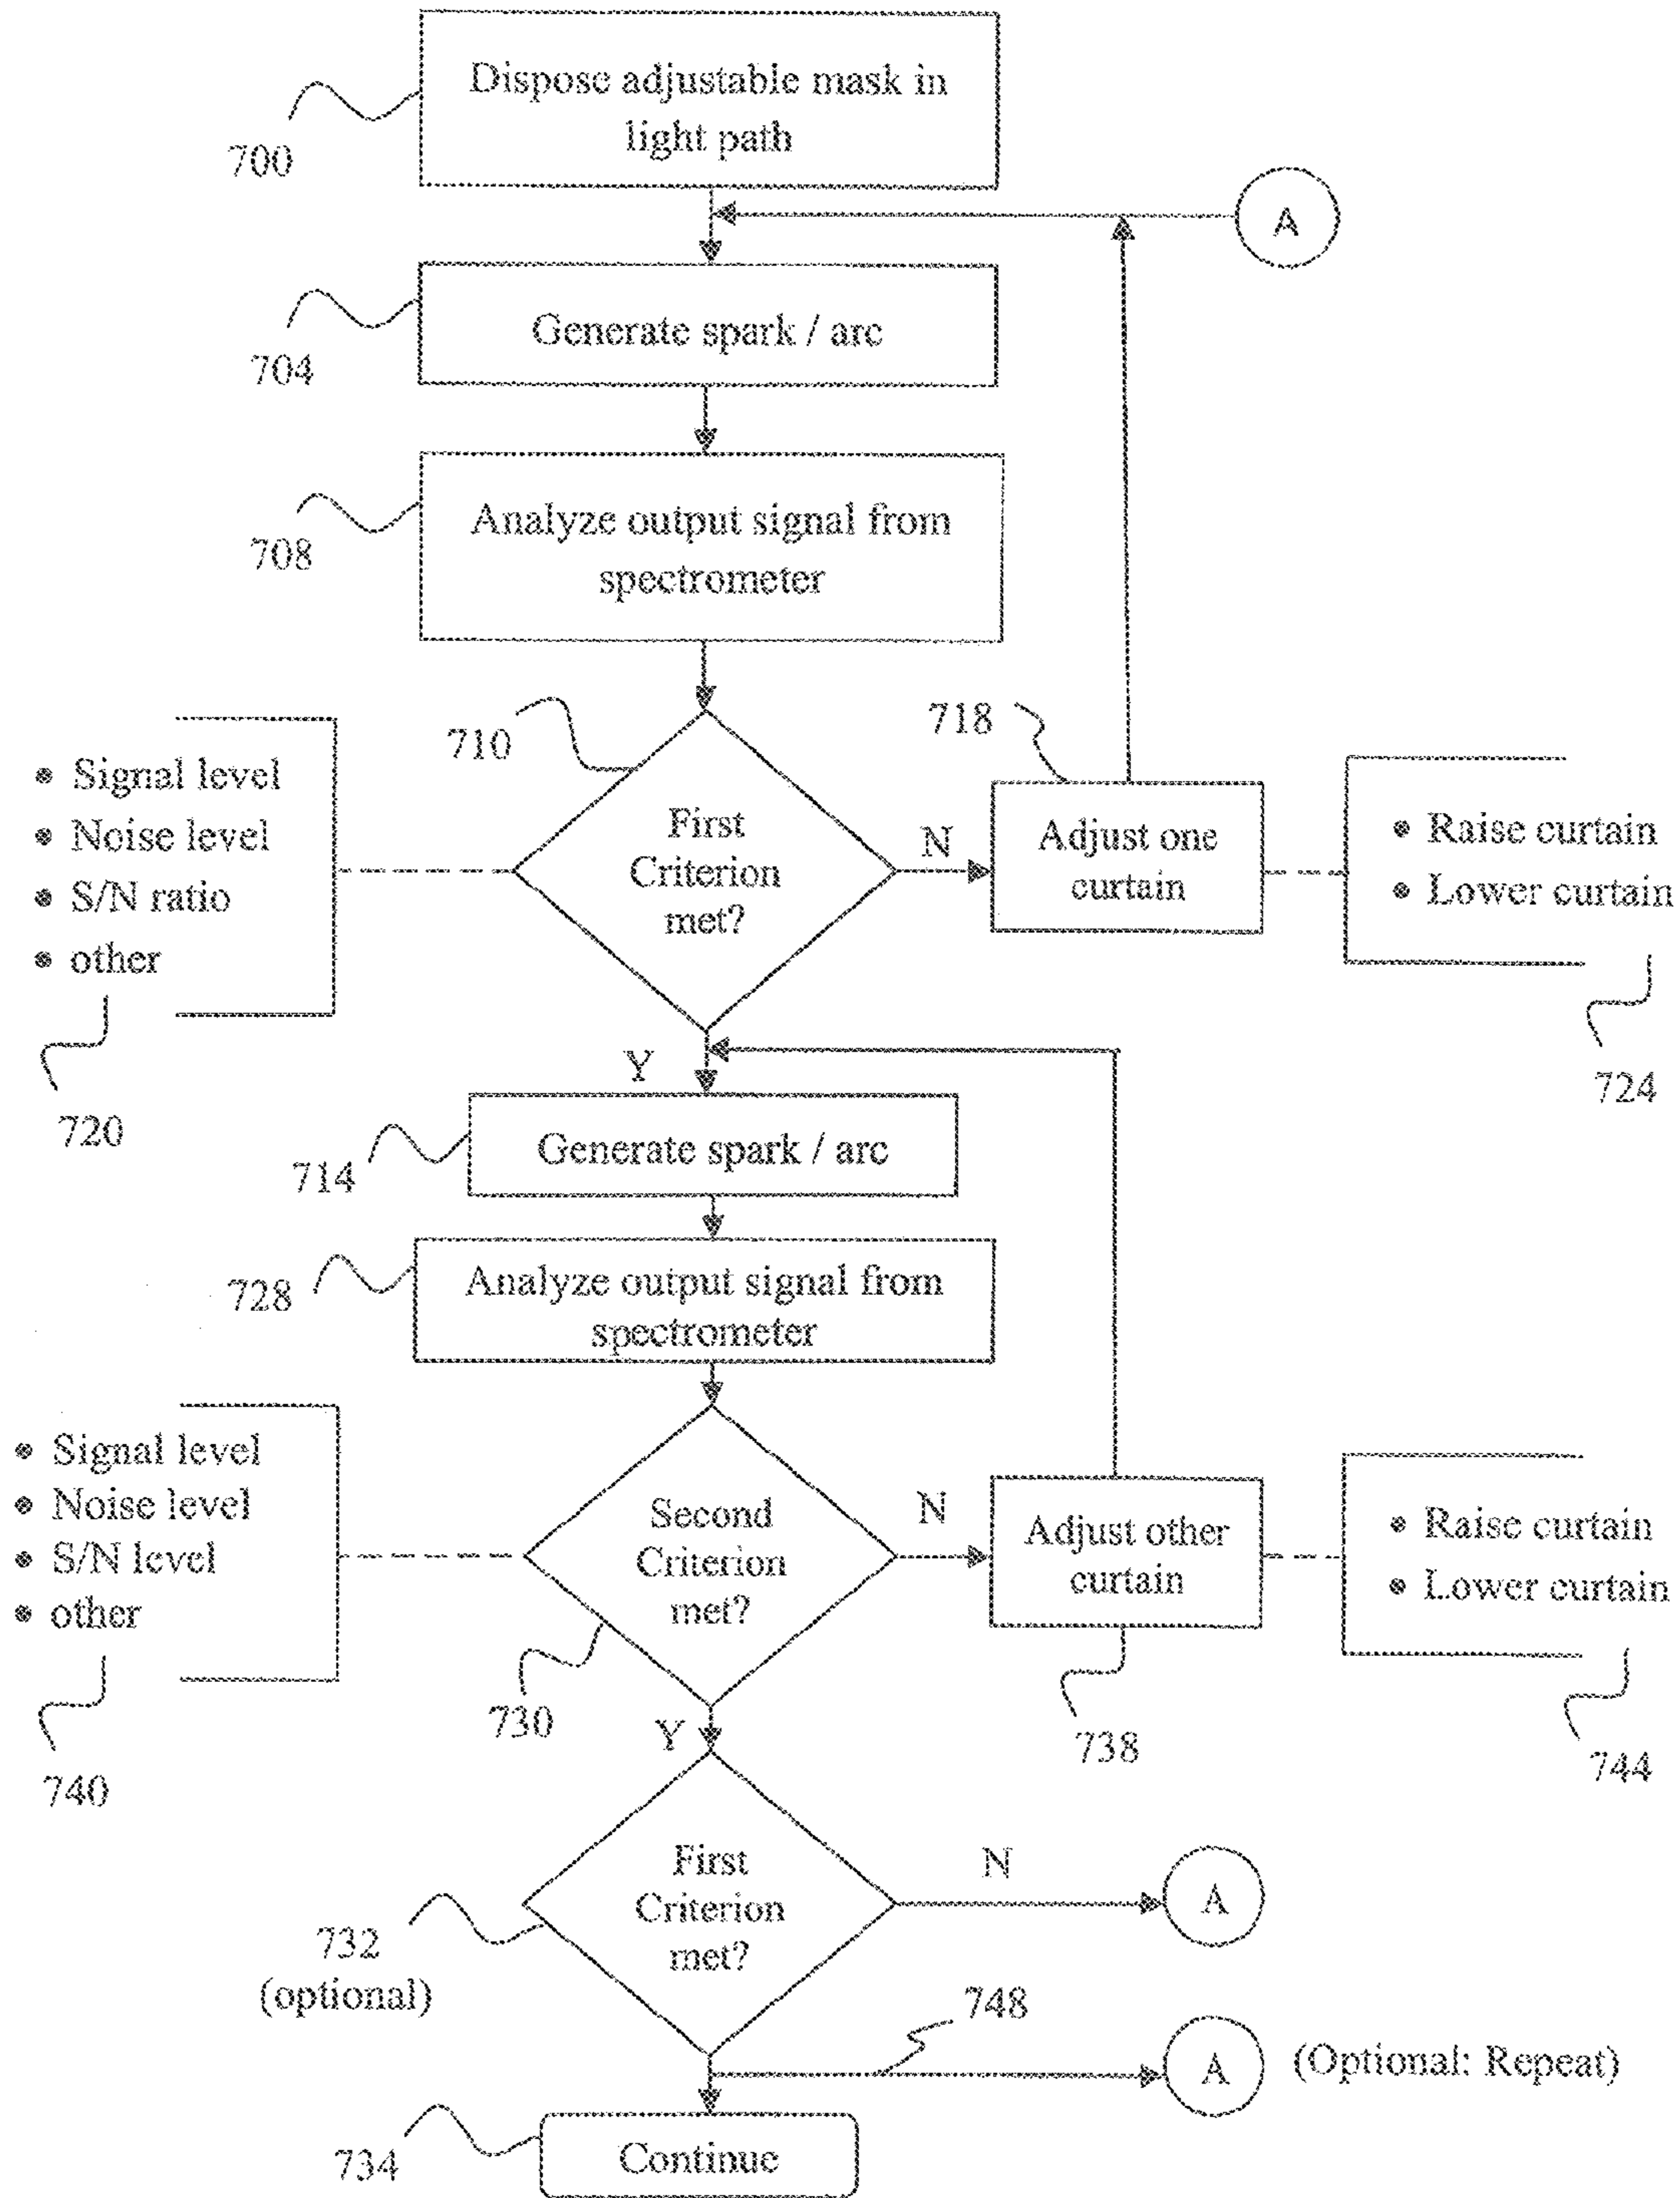 Dispose adjustable mask in
light path
700
A
Generate spark / arc
704
Analyze output signal from
spectrometer
708
710
718
• Signal level
• Noise level
• S/N ratio
• other
First
Criterion
met?
N
Adjust one
curtain
• Raise curtain
• Lower curtain
720
724
Y
Generate spark / arc
714
Analyze output signal from
spectrometer
728
• Signal level
• Noise level
• S/N level
• other
Second
Criterion
met?
N
Adjust other
curtain
• Raise curtain
• Lower curtain
730
738
744
740
Y
First
Criterion
met?
N
A
732
(optional)
748
A
(Optional: Repeat)
Continue
734